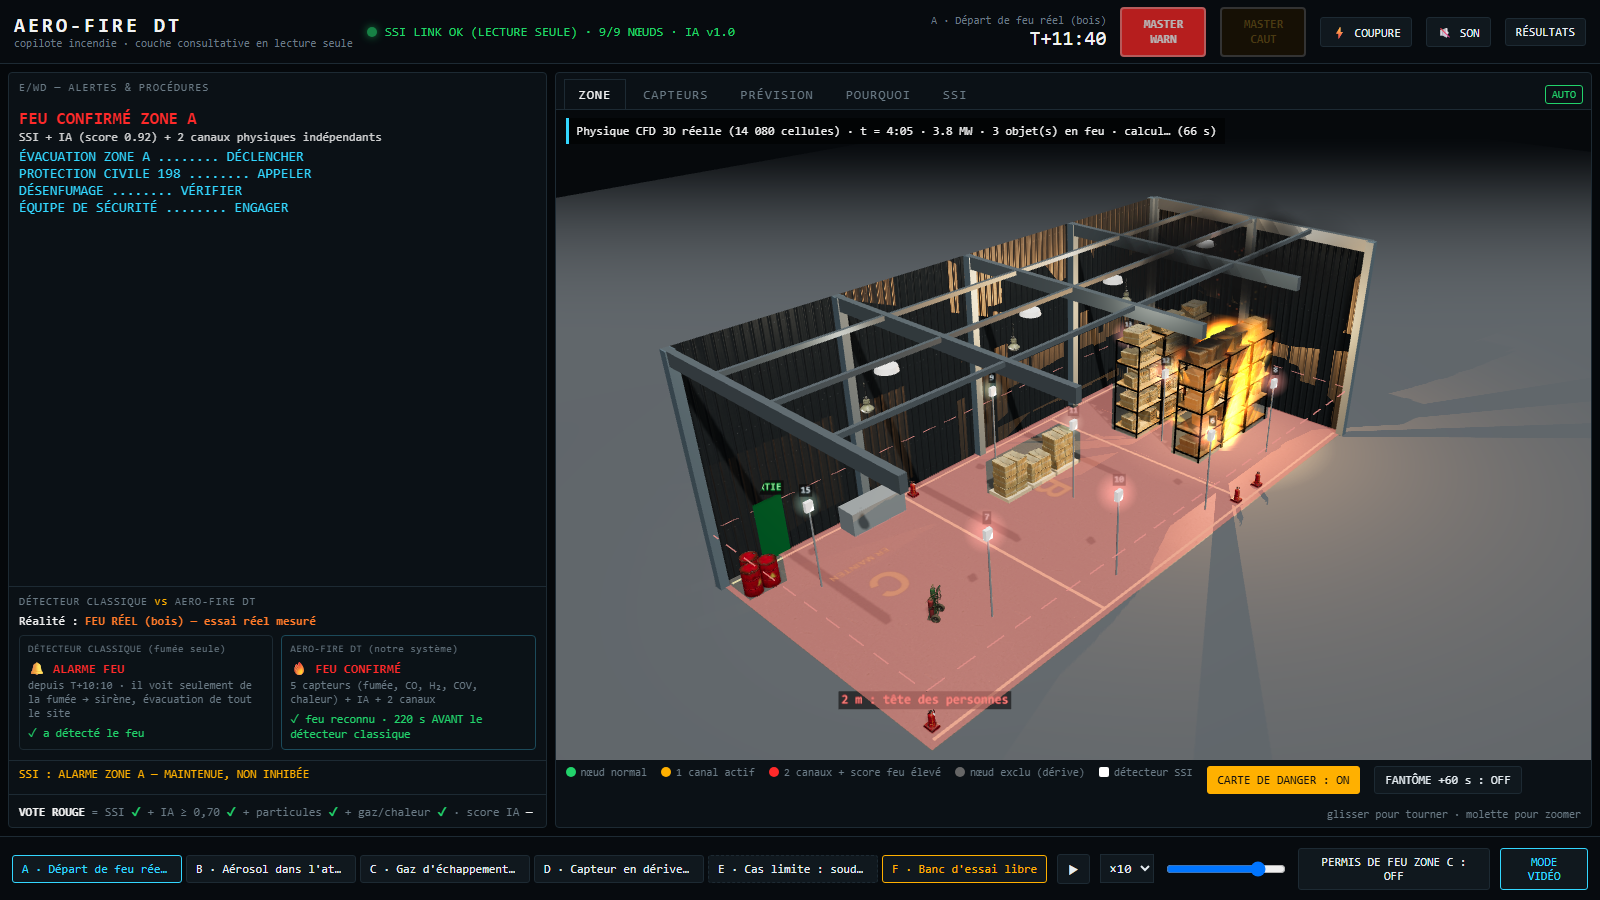 AERO-FIRE DT
copilote incendie · couche consultative en lecture seule
SSI LINK OK (LECTURE SEULE) · 9/9 NŒUDS · IA v1.0
A · Départ de feu réel (bois)
T+11:40
MASTER
WARN
MASTER
CAUT
COUPURE
SON
RÉSULTATS
E/WD — ALERTES & PROCÉDURES
FEU CONFIRMÉ ZONE A
SSI + IA (score 0.92) + 2 canaux physiques indépendants
ÉVACUATION ZONE A ........ DÉCLENCHER
PROTECTION CIVILE 198 ........ APPELER
DÉSENFUMAGE ........ VÉRIFIER
ÉQUIPE DE SÉCURITÉ ........ ENGAGER
DÉTECTEUR CLASSIQUE vs AERO-FIRE DT
Réalité : FEU RÉEL (bois) — essai réel mesuré
DÉTECTEUR CLASSIQUE (fumée seule)
ALARME FEU
depuis T+10:10 · il voit seulement de
la fumée → sirène, évacuation de tout
le site
✓ a détecté le feu
AERO-FIRE DT (notre système)
FEU CONFIRMÉ
5 capteurs (fumée, CO, H₂, COV,
chaleur) + IA + 2 canaux
✓ feu reconnu · 220 s AVANT le
détecteur classique
SSI : ALARME ZONE A — MAINTENUE, NON INHIBÉE
VOTE ROUGE = SSI ✓ + IA ≥ 0,70 ✓ + particules ✓ + gaz/chaleur ✓ · score IA —
ZONE
CAPTEURS
PRÉVISION
POURQUOI
SSI
AUTO
Physique CFD 3D réelle (14 080 cellules) · t = 4:05 · 3.8 MW · 3 objet(s) en feu · calcul… (66 s)
TIE
15
C
B
2 m : tête des personnes
nœud normal
1 canal actif
2 canaux + score feu élevé
nœud exclu (dérive)
détecteur SSI
CARTE DE DANGER : ON
FANTÔME +60 s : OFF
glisser pour tourner · molette pour zoomer
A · Départ de feu rée…
B · Aérosol dans l'at…
C · Gaz d'échappement…
D · Capteur en dérive…
E · Cas limite : soud…
F · Banc d'essai libre
x10
PERMIS DE FEU ZONE C :
OFF
MODE
VIDÉO